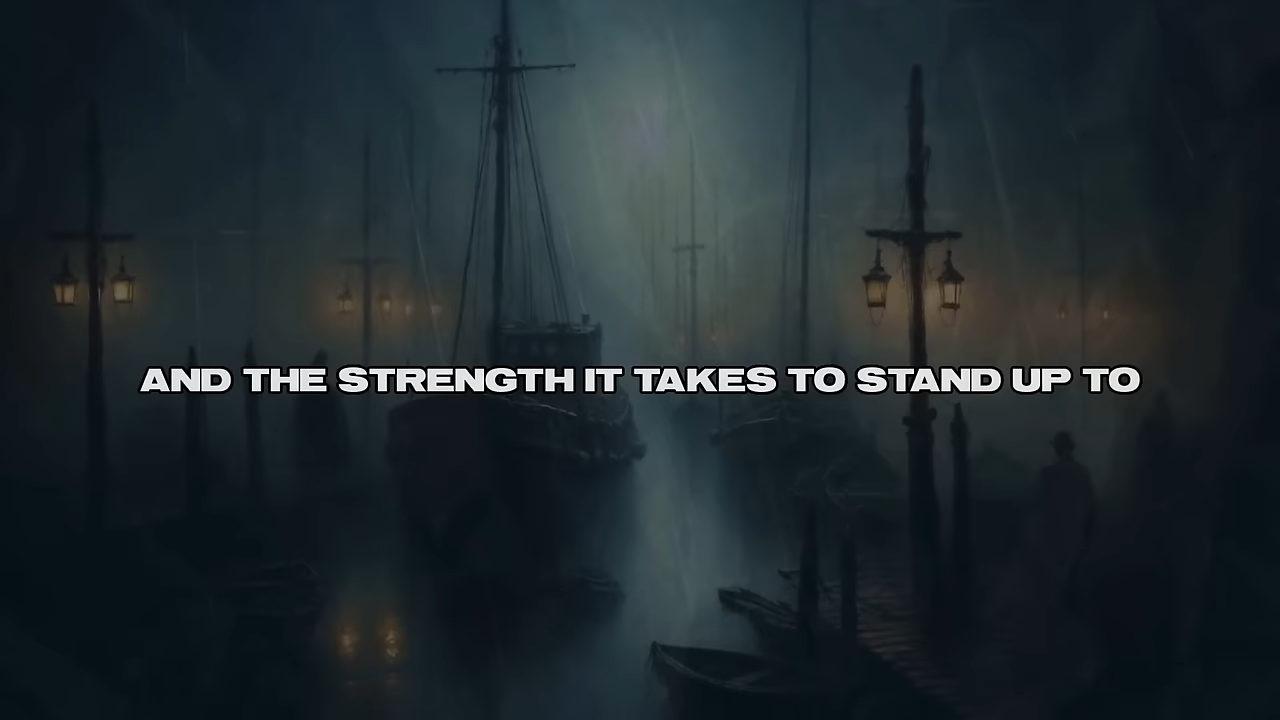 AND THE STRENGTH IT TAKES TO STAND UP TO